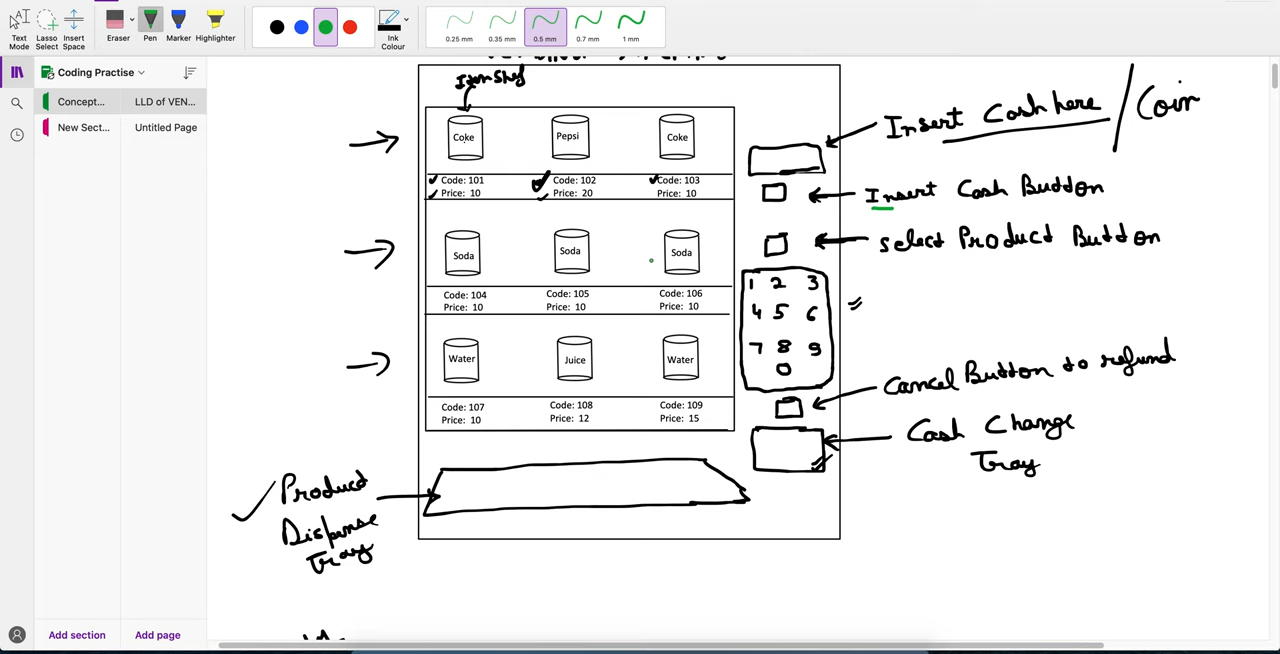 Text
Mode
Lasso
Select
Insert
Space
Eraser
Pen
Marker
Highlighter
Ink
Colour
0.25 mm
0.35 mm
0.5 mm
0.7 mm
1 mm
Coding Practise
Concept...
LLD of VEN...
New Sect...
Untitled Page
Item Shelf
Coke
Pepsi
Coke
Code: 101
Price: 10
Code: 102
Price: 20
Code: 103
Price: 10
Soda
Soda
Soda
Code: 104
Price: 10
Code: 105
Price: 10
Code: 106
Price: 10
Water
Juice
Water
Code: 107
Price: 10
Code: 108
Price: 12
Code: 109
Price: 15
Insert Cash here / Coin
Insert Cash Button
Select Product Button
1 2 3
4 5 6
7 8 9
0
Cancel Button to refund
Cash Change
Tray
Product
Dispense
Tray
Add section
Add page